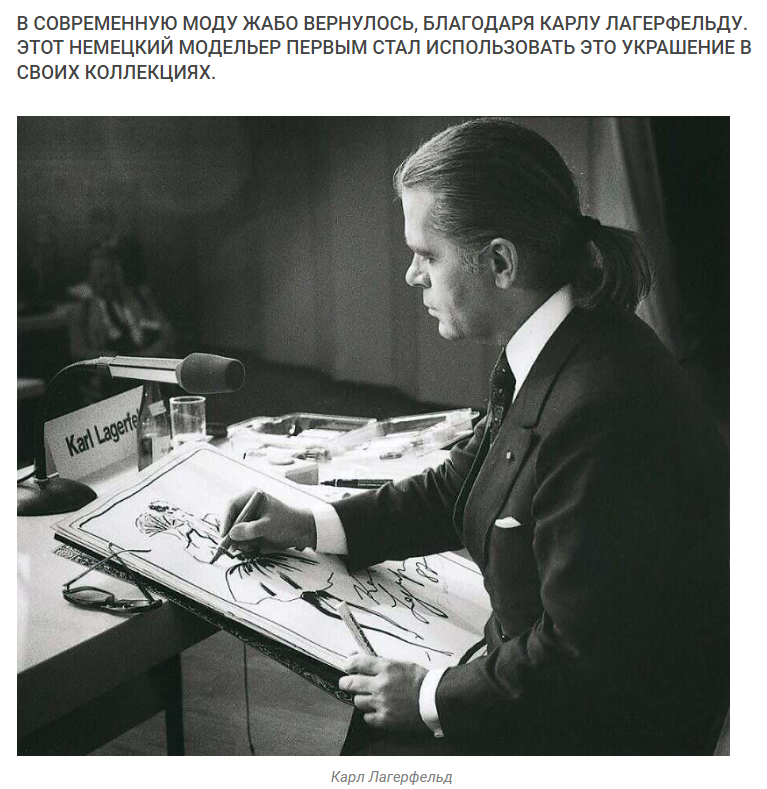 В СОВРЕМЕННУЮ МОДУ ЖАБО ВЕРНУЛОСЬ, БЛАГОДАРЯ КАРЛУ ЛАГЕРФЕЛЬДУ.
ЭТОТ НЕМЕЦКИЙ МОДЕЛЬЕР ПЕРВЫМ СТАЛ ИСПОЛЬЗОВАТЬ ЭТО УКРАШЕНИЕ В
СВОИХ КОЛЛЕКЦИЯХ.
Karl Lagerfe
Карл Лагерфельд